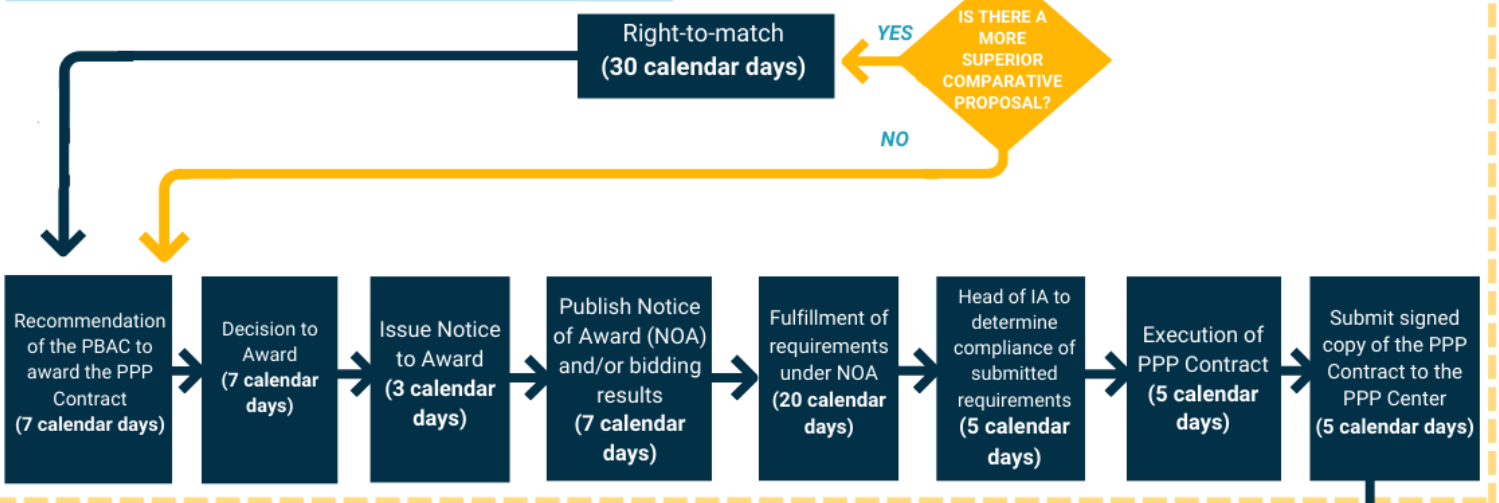 Right-to-match
(30 calendar days)
YES
IS THERE A
MORE
SUPERIOR
COMPARATIVE
PROPOSAL?
NO
Recommendation
of the PBAC to
award the PPP
Contract
(7 calendar days)
Decision to
Award
(7 calendar
days)
Issue Notice
to Award
(3 calendar
days)
Publish Notice
of Award (NOA)
and/or bidding
results
(7 calendar
days)
Fulfillment of
requirements
under NOA
(20 calendar
days)
Head of IA to
determine
compliance of
submitted
requirements
(5 calendar
days)
Execution of
PPP Contract
(5 calendar
days)
Submit signed
copy of the PPP
Contract to the
PPP Center
(5 calendar days)